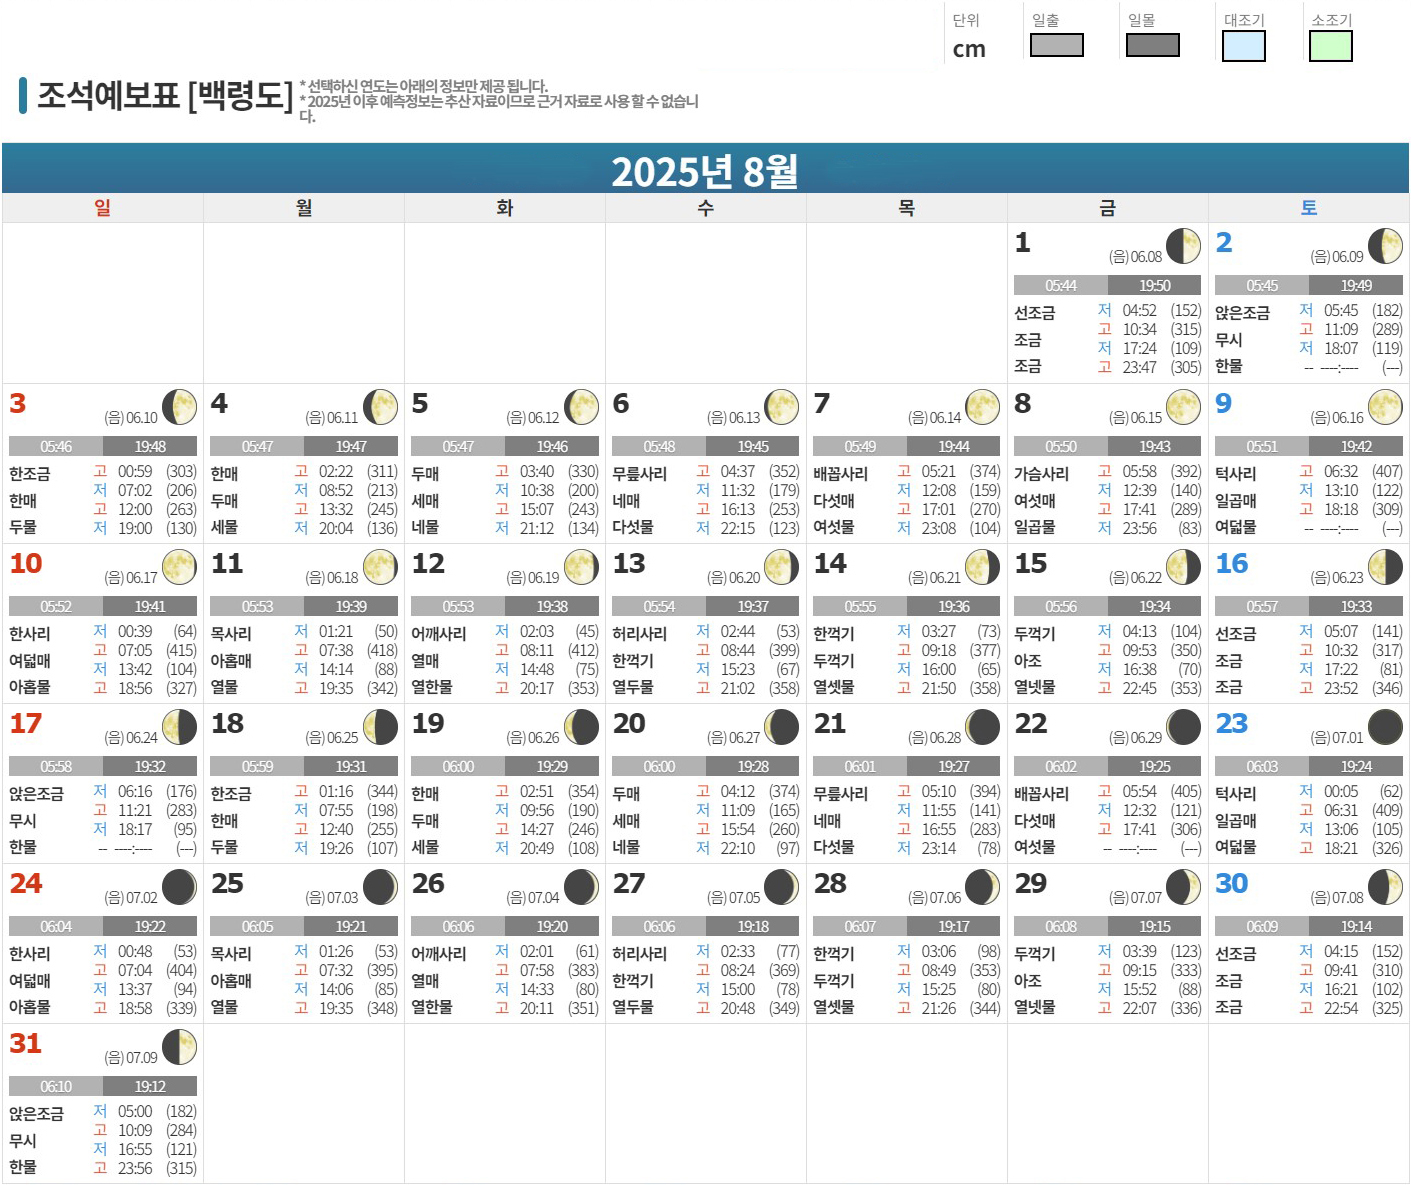 단위 일출 일몰 대조기 소조기
cm
조석예보표 [백령도]
* 선택하신 연도는 아래의 정보만 제공 됩니다.
* 2025년 이후 예측정보는 추산 자료이므로 근거 자료로 사용 할 수 없습니
다.
2025년 8월
일 월 화 수 목 금 토
1 (음) 06.08
05:44 19:50
선조금
조금
조금
저 04:52 (152)
고 10:34 (315)
저 17:24 (109)
고 23:47 (305)
2 (음) 06.09
05:45 19:49
앉은조금
무시
한물
저 05:45 (182)
고 11:09 (289)
저 18:07 (119)
-- ----:---- (---)
3 (음) 06.10
05:46 19:48
한조금
한매
두물
고 00:59 (303)
저 07:02 (206)
고 12:00 (263)
저 19:00 (130)
4 (음) 06.11
05:47 19:47
한매
두매
세물
고 02:22 (311)
저 08:52 (213)
고 13:32 (245)
저 20:04 (136)
5 (음) 06.12
05:47 19:46
두매
세매
네물
고 03:40 (330)
저 10:38 (200)
고 15:07 (243)
저 21:12 (134)
6 (음) 06.13
05:48 19:45
무릎사리
네매
다섯물
고 04:37 (352)
저 11:32 (179)
고 16:13 (253)
저 22:15 (123)
7 (음) 06.14
05:49 19:44
배꼽사리
다섯매
여섯물
고 05:21 (374)
저 12:08 (159)
고 17:01 (270)
저 23:08 (104)
8 (음) 06.15
05:50 19:43
가슴사리
여섯매
일곱물
고 05:58 (392)
저 12:39 (140)
고 17:41 (289)
저 23:56 (83)
9 (음) 06.16
05:51 19:42
턱사리
일곱매
여덟물
고 06:32 (407)
저 13:10 (122)
고 18:18 (309)
-- ----:---- (---)
10 (음) 06.17
05:52 19:41
한사리
여덟매
아홉물
저 00:39 (64)
고 07:05 (415)
저 13:42 (104)
고 18:56 (327)
11 (음) 06.18
05:53 19:39
목사리
아홉매
열물
저 01:21 (50)
고 07:38 (418)
저 14:14 (88)
고 19:35 (342)
12 (음) 06.19
05:53 19:38
어깨사리
열매
열한물
저 02:03 (45)
고 08:11 (412)
저 14:48 (75)
고 20:17 (353)
13 (음) 06.20
05:54 19:37
허리사리
한꺽기
열두물
저 02:44 (53)
고 08:44 (399)
저 15:23 (67)
고 21:02 (358)
14 (음) 06.21
05:55 19:36
한꺽기
두꺽기
열셋물
저 03:27 (73)
고 09:18 (377)
저 16:00 (65)
고 21:50 (358)
15 (음) 06.22
05:56 19:34
두꺽기
아조
열넷물
저 04:13 (104)
고 09:53 (350)
저 16:38 (70)
고 22:45 (353)
16 (음) 06.23
05:57 19:33
선조금
조금
조금
저 05:07 (141)
고 10:32 (317)
저 17:22 (81)
고 23:52 (346)
17 (음) 06.24
05:58 19:32
앉은조금
무시
한물
저 06:16 (176)
고 11:21 (283)
저 18:17 (95)
-- ----:---- (---)
18 (음) 06.25
05:59 19:31
한조금
한매
두물
고 01:16 (344)
저 07:55 (198)
고 12:40 (255)
저 19:26 (107)
19 (음) 06.26
06:00 19:29
한매
두매
세물
고 02:51 (354)
저 09:56 (190)
고 14:27 (246)
저 20:49 (108)
20 (음) 06.27
06:00 19:28
두매
세매
네물
고 04:12 (374)
저 11:09 (165)
고 15:54 (260)
저 22:10 (97)
21 (음) 06.28
06:01 19:27
무릎사리
네매
다섯물
고 05:10 (394)
저 11:55 (141)
고 16:55 (283)
저 23:14 (78)
22 (음) 06.29
06:02 19:25
배꼽사리
다섯매
여섯물
고 05:54 (405)
저 12:32 (121)
고 17:41 (306)
-- ----:---- (---)
23 (음) 07.01
06:03 19:24
턱사리
일곱매
여덟물
저 00:05 (62)
고 06:31 (409)
저 13:06 (105)
고 18:21 (326)
24 (음) 07.02
06:04 19:22
한사리
여덟매
아홉물
저 00:48 (53)
고 07:04 (404)
저 13:37 (94)
고 18:58 (339)
25 (음) 07.03
06:05 19:21
목사리
아홉매
열물
저 01:26 (53)
고 07:32 (395)
저 14:06 (85)
고 19:35 (348)
26 (음) 07.04
06:06 19:20
어깨사리
열매
열한물
저 02:01 (61)
고 07:58 (383)
저 14:33 (80)
고 20:11 (351)
27 (음) 07.05
06:06 19:18
허리사리
한꺽기
열두물
저 02:33 (77)
고 08:24 (369)
저 15:00 (78)
고 20:48 (349)
28 (음) 07.06
06:07 19:17
한꺽기
두꺽기
열셋물
저 03:06 (98)
고 08:49 (353)
저 15:25 (80)
고 21:26 (344)
29 (음) 07.07
06:08 19:15
두꺽기
아조
열넷물
저 03:39 (123)
고 09:15 (333)
저 15:52 (88)
고 22:07 (336)
30 (음) 07.08
06:09 19:14
선조금
조금
조금
저 04:15 (152)
고 09:41 (310)
저 16:21 (102)
고 22:54 (325)
31 (음) 07.09
06:10 19:12
앉은조금
무시
한물
저 05:00 (182)
고 10:09 (284)
저 16:55 (121)
고 23:56 (315)